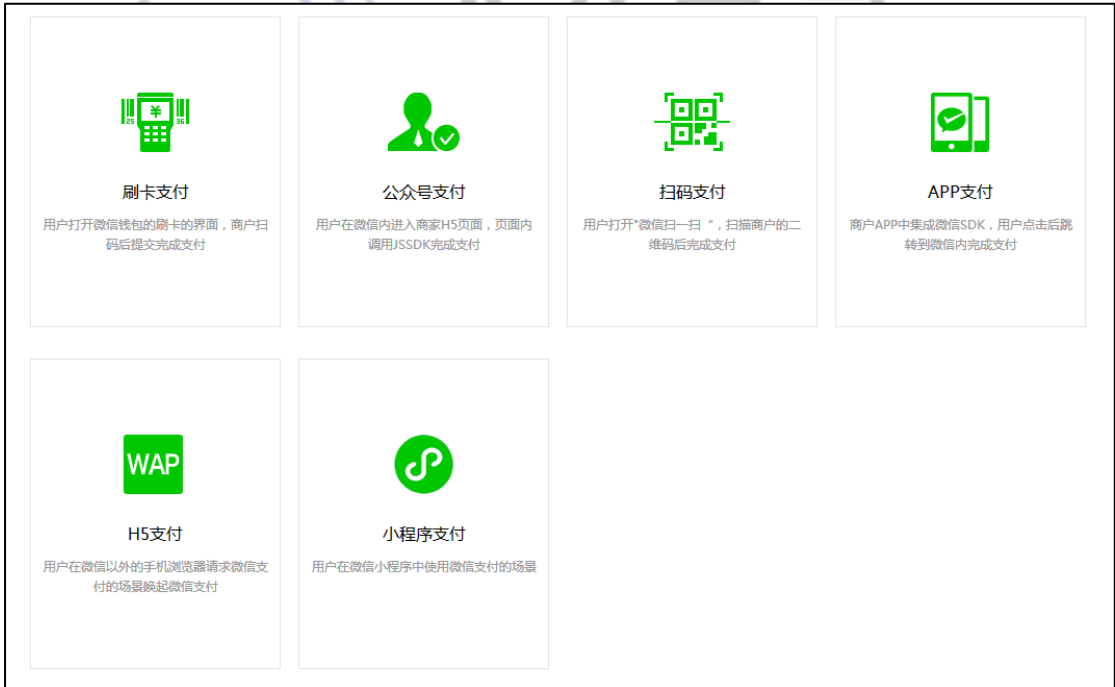 ¥
25
36
刷卡支付
用户打开微信钱包的刷卡的界面，商户扫
码后提交完成支付
公众号支付
用户在微信内进入商家H5页面，页面内
调用JSSDK完成支付
扫码支付
用户打开"微信扫一扫“，扫描商户的二
维码后完成支付
APP支付
商户APP中集成微信SDK，用户点击后跳
转到微信内完成支付
WAP
H5支付
用户在微信以外的手机浏览器请求微信支
付的场景唤起微信支付
小程序支付
用户在微信小程序中使用微信支付的场景